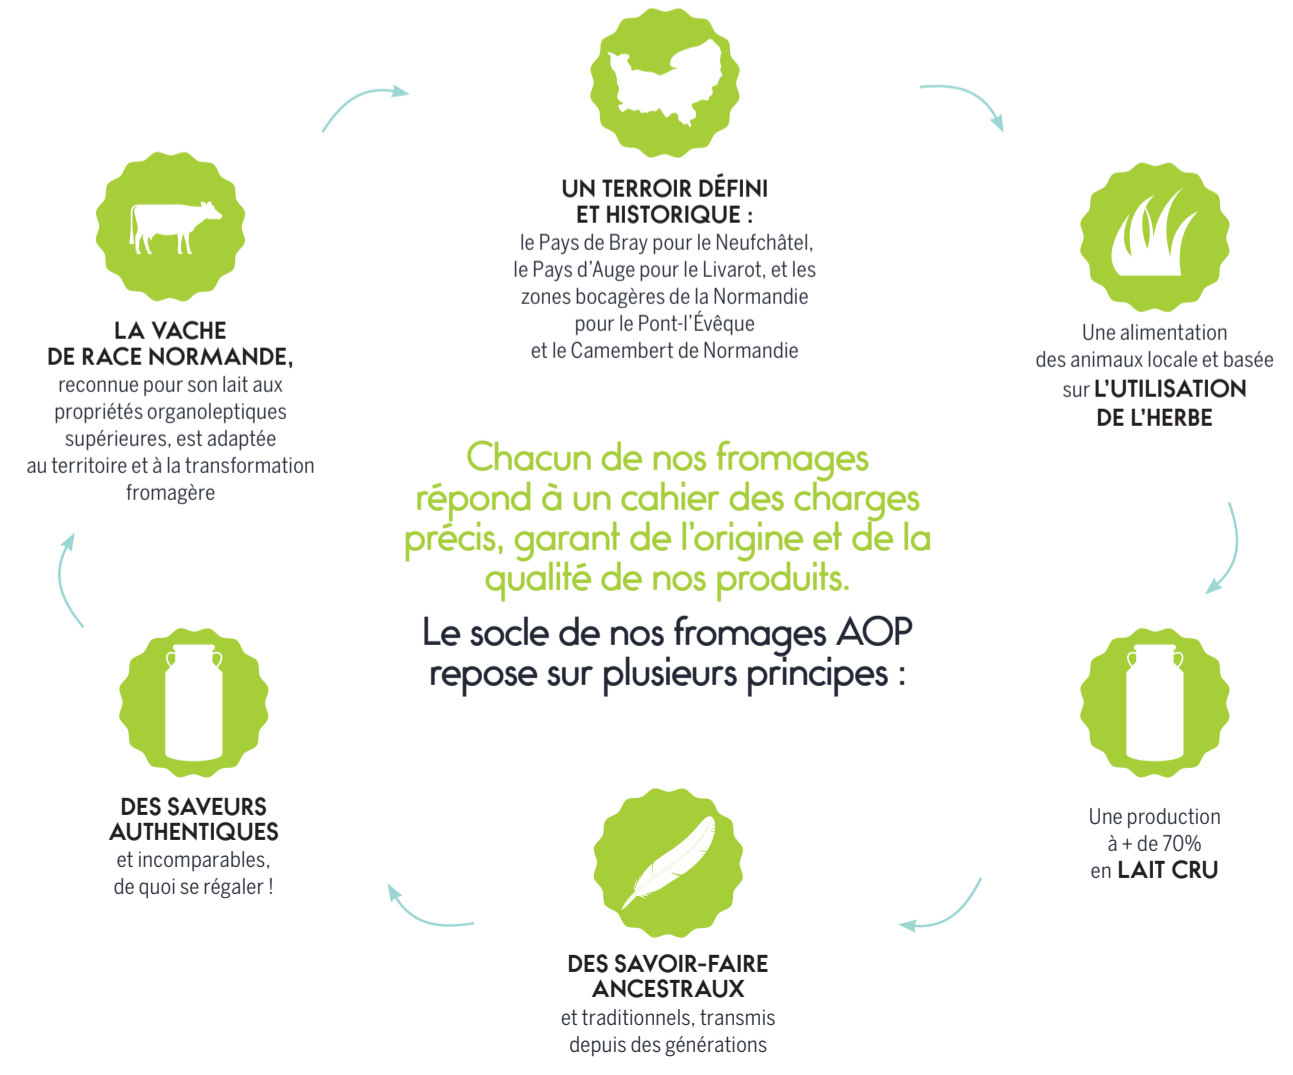 UN TERROIR DÉFINI
ET HISTORIQUE :
le Pays de Bray pour le Neufchâtel,
le Pays d'Auge pour le Livarot, et les
zones bocagères de la Normandie
pour le Pont-l'Évêque
et le Camembert de Normandie
Une alimentation
des animaux locale et basée
sur L'UTILISATION
DE L'HERBE
Une production
à + de 70%
en LAIT CRU
DES SAVOIR-FAIRE
ANCESTRAUX
et traditionnels, transmis
depuis des générations
DES SAVEURS
AUTHENTIQUES
et incomparables,
de quoi se régaler !
LA VACHE
DE RACE NORMANDE,
reconnue pour son lait aux
propriétés organoleptiques
supérieures, est adaptée
au territoire et à la transformation
fromagère
Chacun de nos fromages
répond à un cahier des charges
précis, garant de l'origine et de la
qualité de nos produits.
Le socle de nos fromages AOP
repose sur plusieurs principes :